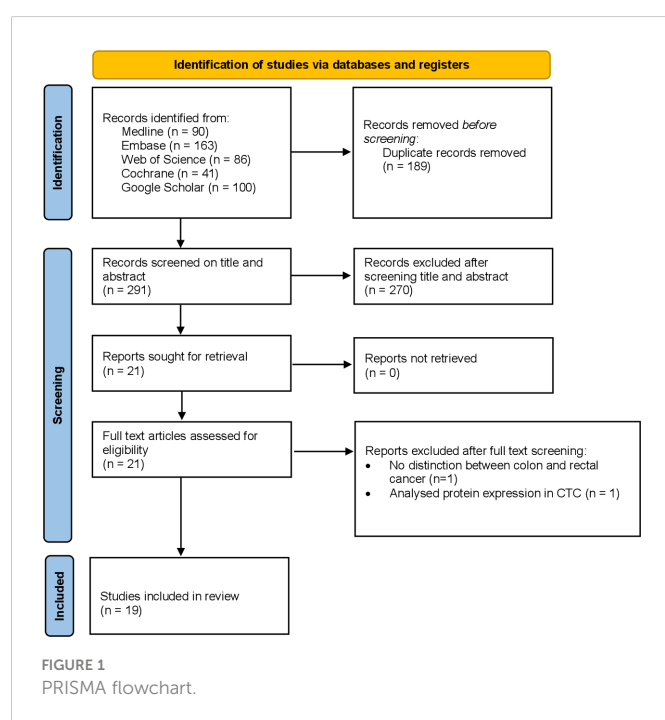 Identification of studies via databases and registers
Identification
Records identified from:
Medline (n = 90)
Embase (n = 163)
Web of Science (n = 86)
Cochrane (n = 41)
Google Scholar (n = 100)
Records removed before
screening:
Duplicate records removed
(n = 189)
Screening
Records screened on title and
abstract
(n = 291)
Records excluded after
screening title and abstract
(n = 270)
Reports sought for retrieval
(n = 21)
Reports not retrieved
(n = 0)
Full text articles assessed for
eligibility
(n = 21)
Reports excluded after full text screening:
• No distinction between colon and rectal
cancer (n=1)
• Analysed protein expression in CTC (n = 1)
Included
Studies included in review
(n = 19)
FIGURE 1
PRISMA flowchart.